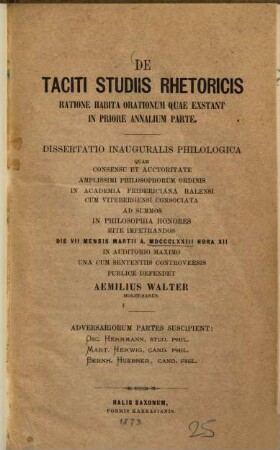 DE
TACITI STUDIIS RHETORICIS
RATIONE HABITA ORATIONUM QUAE EXSTANT
IN PRIORE ANNALIUM PARTE.
DISSERTATIO INAUGURALIS PHILOLOGICA
QUAM
CONSENSU ET AUCTORITATE
AMPLISSIMI PHILOSOPHORUM ORDINIS
IN ACADEMIA FRIDERICIANA HALENSI
CUM VITEBERGENSI CONSOCIATA
AD SUMMOS
IN PHILOSOPHIA HONORES
RITE IMPETRANDOS
DIE VII MENSIS MARTII A. MDCCCLXXIII HORA XII
IN AUDITORIO MAXIMO
UNA CUM SENTENTIIS CONTROVERSIS
PUBLICE DEFENDET
AEMILIUS WALTER
ADVERSARIORUM PARTES SUSCIPIENT:
OSC. HERRMANN, STUD. PHIL.
MART. HERWIG, CAND. PHIL.
BERNH. HUEBNER, CAND. PHIL.
HALIS SAXONUM,
FORMIS KARRASIANIS.
1873
25